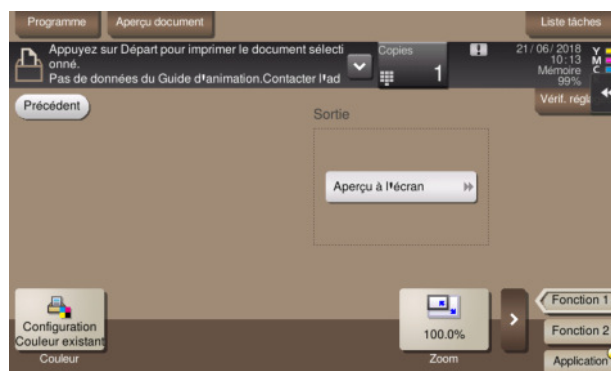 Programme
Aperçu document
Liste tâches
Appuyez sur Départ pour imprimer le document sélecti
onné.
Pas de données du Guide d'animation.Contacter l'ad
Copies
1
21/06/2018
10:13
Mémoire
99%
Y
M
C
Précédent
Vérif. régl
Sortie
Aperçu à l'écran
Configuration
Couleur existant
Couleur
100.0%
Zoom
Fonction 1
Fonction 2
Application